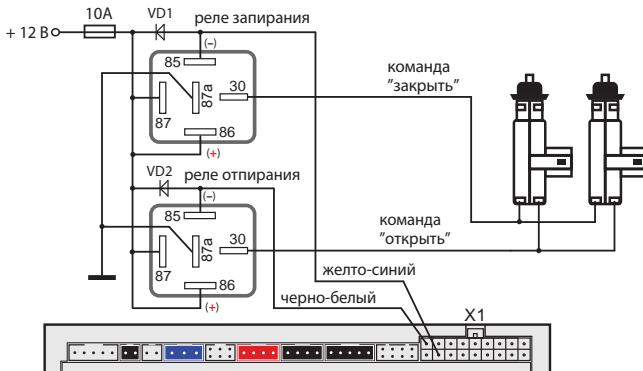 10А
VD1
реле запирания
+ 12 В
(–)
85
30
87а
87
86
(+)
команда
"закрыть"
VD2
реле отпирания
(–)
85
30
87а
87
86
(+)
команда
"открыть"
желто-синий
черно-белый
X1